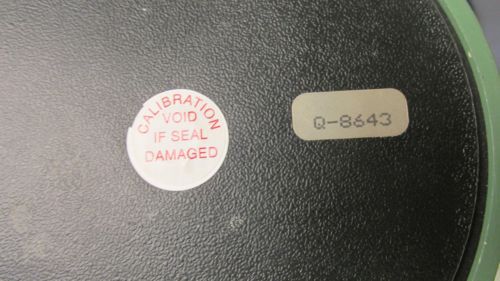 CALIBRATION
VOID
IF SEAL
DAMAGED
Q-8643